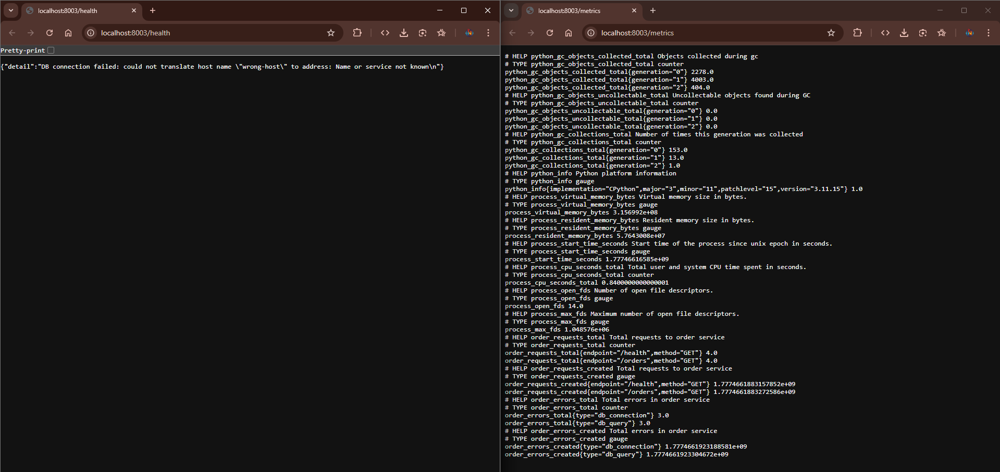 localhost:8003/health
localhost:8003/health
Pretty-print
{"detail":"DB connection failed: could not translate host name \"wrong-host\" to address: Name or service not known\n"}
localhost:8003/metrics
localhost:8003/metrics
# HELP python_gc_objects_collected_total Objects collected during gc
# TYPE python_gc_objects_collected_total counter
python_gc_objects_collected_total{generation="0"} 2278.0
python_gc_objects_collected_total{generation="1"} 4003.0
python_gc_objects_collected_total{generation="2"} 404.0
# HELP python_gc_objects_uncollectable_total Uncollectable objects found during GC
# TYPE python_gc_objects_uncollectable_total counter
python_gc_objects_uncollectable_total{generation="0"} 0.0
python_gc_objects_uncollectable_total{generation="1"} 0.0
python_gc_objects_uncollectable_total{generation="2"} 0.0
# HELP python_gc_collections_total Number of times this generation was collected
# TYPE python_gc_collections_total counter
python_gc_collections_total{generation="0"} 153.0
python_gc_collections_total{generation="1"} 13.0
python_gc_collections_total{generation="2"} 1.0
# HELP python_info Python platform information
# TYPE python_info gauge
python_info{implementation="CPython",major="3",minor="11",patchlevel="15",version="3.11.15"} 1.0
# HELP process_virtual_memory_bytes Virtual memory size in bytes.
# TYPE process_virtual_memory_bytes gauge
process_virtual_memory_bytes 3.156992e+08
# HELP process_resident_memory_bytes Resident memory size in bytes.
# TYPE process_resident_memory_bytes gauge
process_resident_memory_bytes 5.7643008e+07
# HELP process_start_time_seconds Start time of the process since unix epoch in seconds.
# TYPE process_start_time_seconds gauge
process_start_time_seconds 1.77746616585e+09
# HELP process_cpu_seconds_total Total user and system CPU time spent in seconds.
# TYPE process_cpu_seconds_total counter
process_cpu_seconds_total 0.8400000000000001
# HELP process_open_fds Number of open file descriptors.
# TYPE process_open_fds gauge
process_open_fds 14.0
# HELP process_max_fds Maximum number of open file descriptors.
# TYPE process_max_fds gauge
process_max_fds 1.048576e+06
# HELP order_requests_total Total requests to order service
# TYPE order_requests_total counter
order_requests_total{endpoint="/health",method="GET"} 4.0
order_requests_total{endpoint="/orders",method="GET"} 4.0
# HELP order_requests_created Total requests to order service
# TYPE order_requests_created gauge
order_requests_created{endpoint="/health",method="GET"} 1.7774661883157852e+09
order_requests_created{endpoint="/orders",method="GET"} 1.7774661883272586e+09
# HELP order_errors_total Total errors in order service
# TYPE order_errors_total counter
order_errors_total{type="db_connection"} 3.0
order_errors_total{type="db_query"} 3.0
# HELP order_errors_created Total errors in order service
# TYPE order_errors_created gauge
order_errors_created{type="db_connection"} 1.7774661923188581e+09
order_errors_created{type="db_query"} 1.7774661923304672e+09